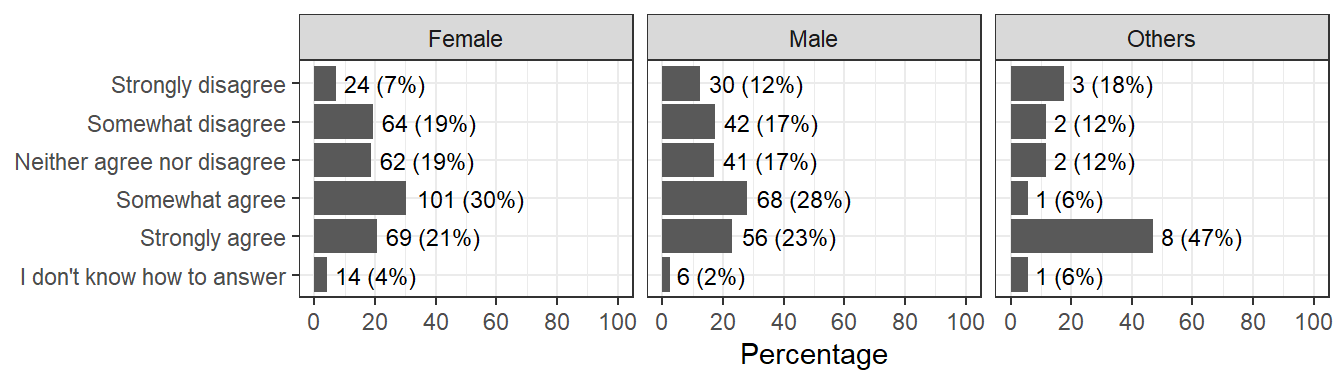 Female Male Others
Strongly disagree 24 (7%) 30 (12%) 3 (18%)
Somewhat disagree 64 (19%) 42 (17%) 2 (12%)
Neither agree nor disagree 62 (19%) 41 (17%) 2 (12%)
Somewhat agree 101 (30%) 68 (28%) 1 (6%)
Strongly agree 69 (21%) 56 (23%) 8 (47%)
I don't know how to answer 14 (4%) 6 (2%) 1 (6%)
0 20 40 60 80 100 0 20 40 60 80 100 0 20 40 60 80 100
Percentage